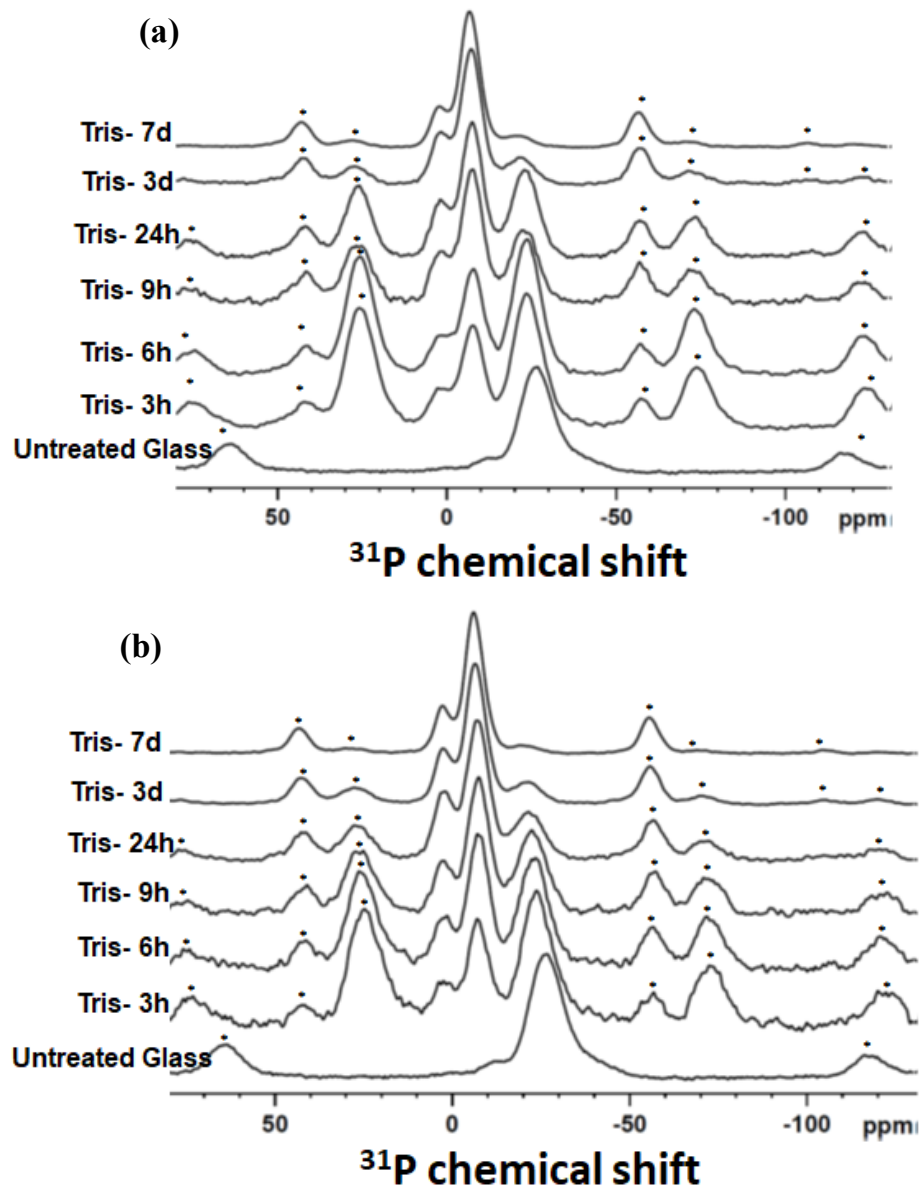 (a)
Tris- 7d
Tris- 3d
Tris- 24h
Tris- 9h
Tris- 6h
Tris- 3h
Untreated Glass
50 0 -50 -100 ppm
³¹P chemical shift
(b)
Tris- 7d
Tris- 3d
Tris- 24h
Tris- 9h
Tris- 6h
Tris- 3h
Untreated Glass
50 0 -50 -100 ppm
³¹P chemical shift